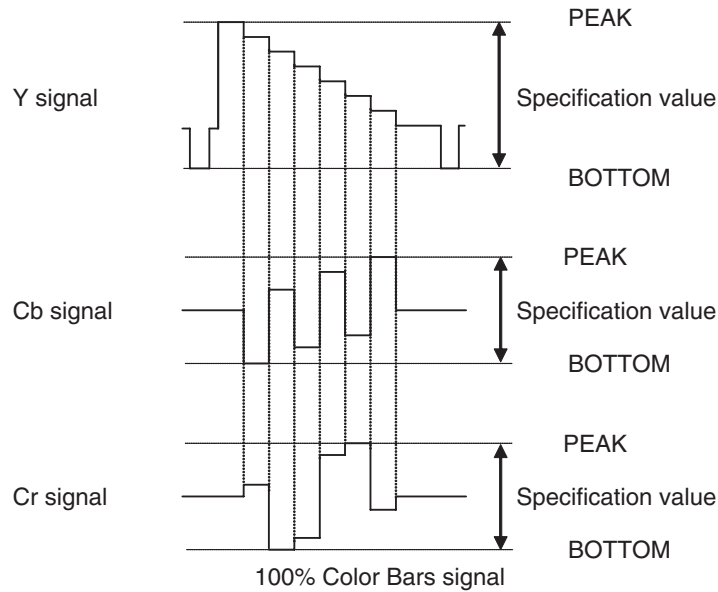 PEAK
Y signal
Specification value
BOTTOM
PEAK
Cb signal
Specification value
BOTTOM
PEAK
Cr signal
Specification value
BOTTOM
100% Color Bars signal